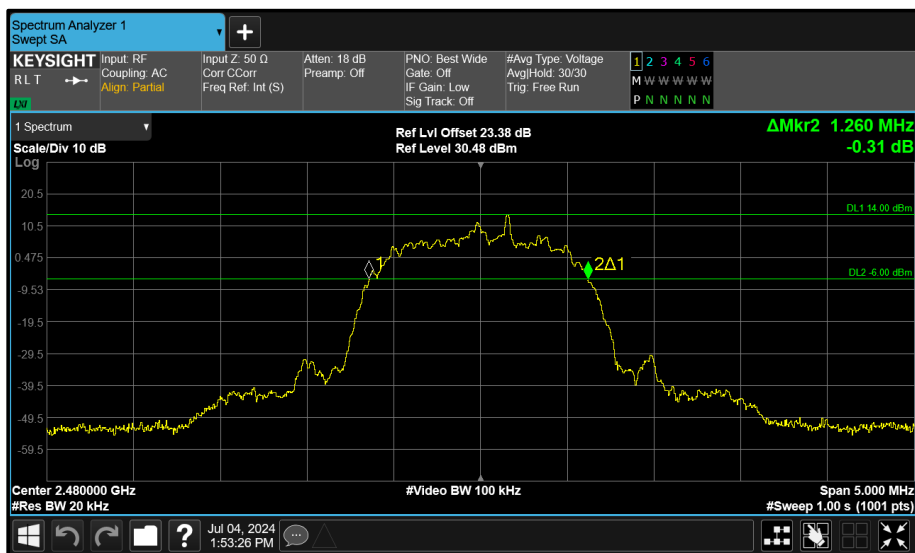 Spectrum Analyzer 1
Swept SA
KEYSIGHT
R L T
LXI
Input: RF
Coupling: AC
Align: Partial
Input Z: 50 Ω
Corr CCorr
Freq Ref: Int (S)
Atten: 18 dB
Preamp: Off
PNO: Best Wide
Gate: Off
IF Gain: Low
Sig Track: Off
#Avg Type: Voltage
Avg|Hold: 30/30
Trig: Free Run
1 2 3 4 5 6
M W W W W W
P N N N N N
1 Spectrum
Scale/Div 10 dB
Log
Ref Lvl Offset 23.38 dB
Ref Level 30.48 dBm
ΔMkr2 1.260 MHz
-0.31 dB
20.5
DL1 14.00 dBm
10.5
0.475
1
2Δ1
DL2 -6.00 dBm
-9.53
-19.5
-29.5
-39.5
-49.5
-59.5
Center 2.480000 GHz
#Res BW 20 kHz
#Video BW 100 kHz
Span 5.000 MHz
#Sweep 1.00 s (1001 pts)
?
Jul 04, 2024
1:53:26 PM